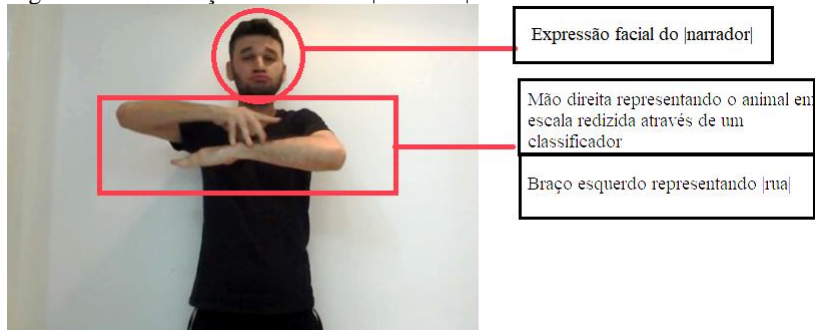 Expressão facial do |narrador|
Mão direita representando o animal em
escala redizida através de um
classificador
Braço esquerdo representando |rua|